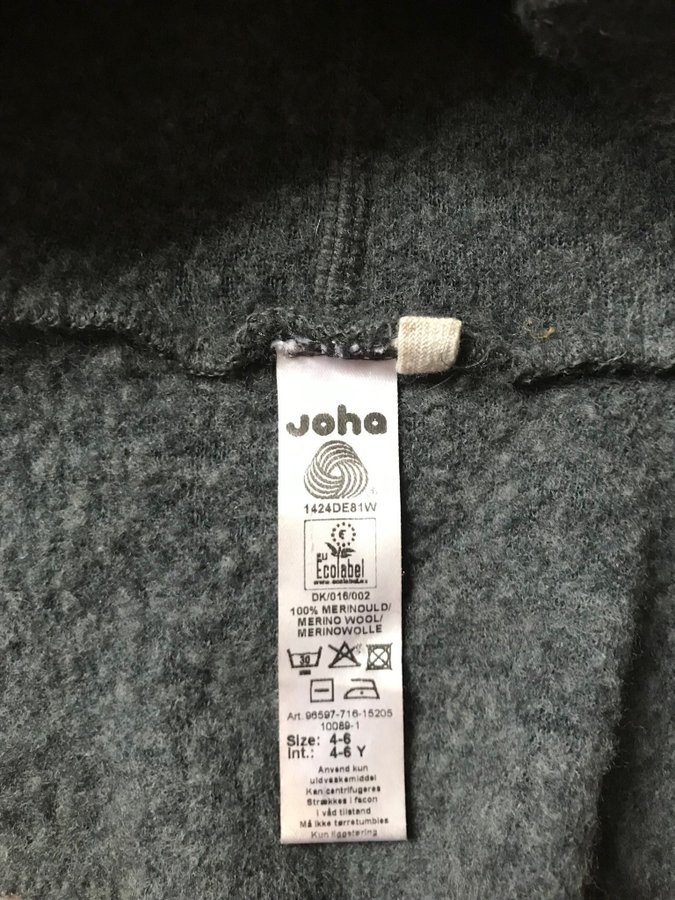 Joha
1424DE81W
EU
Ecolabel
www.ecolabel.eu
DK/016/002
100% MERINOULD/
MERINO WOOL/
MERINOWOLLE
30
Art. 96597-716-15205
10089-1
Size: 4-6
Int.: 4-6 Y
Anvend kun
uldvaskemiddel
Kan centrifugeres
Strækkes i facon
i våd tilstand
Må ikke tørretumbles
Kun liggetørring